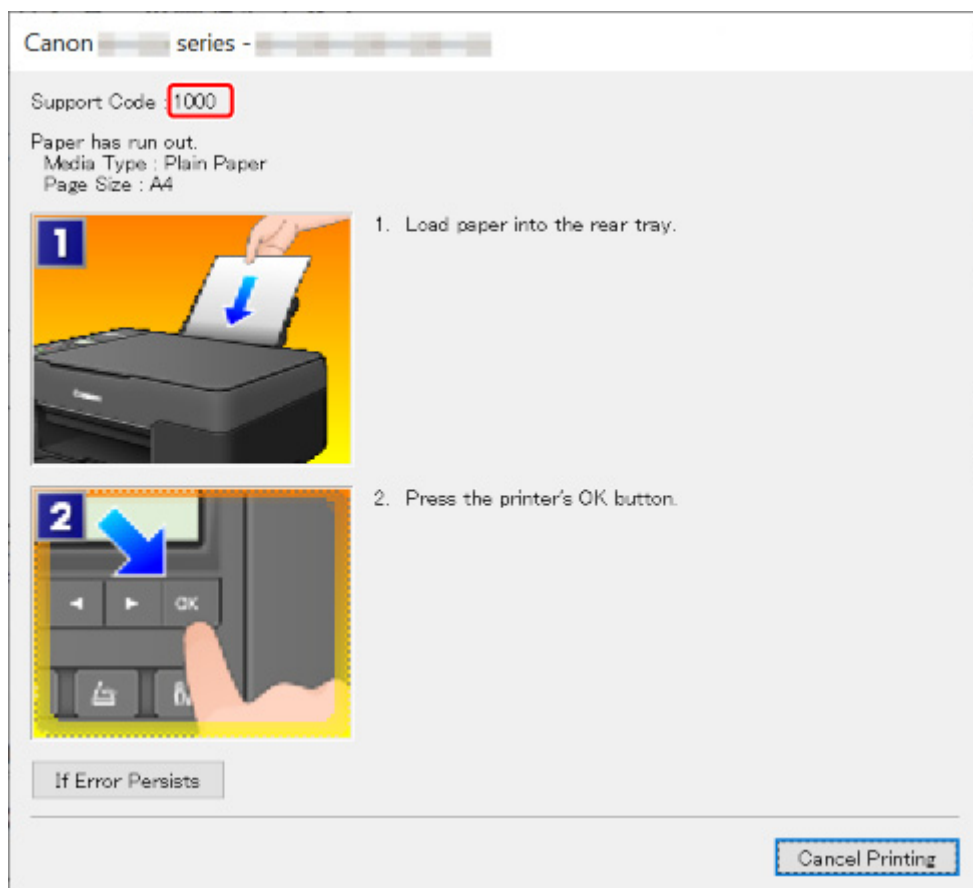 Canon series -
Support Code : 1000
Paper has run out.
Media Type : Plain Paper
Page Size : A4
1
1. Load paper into the rear tray.
Canon
2
2. Press the printer's OK button.
OK
If Error Persists
Cancel Printing